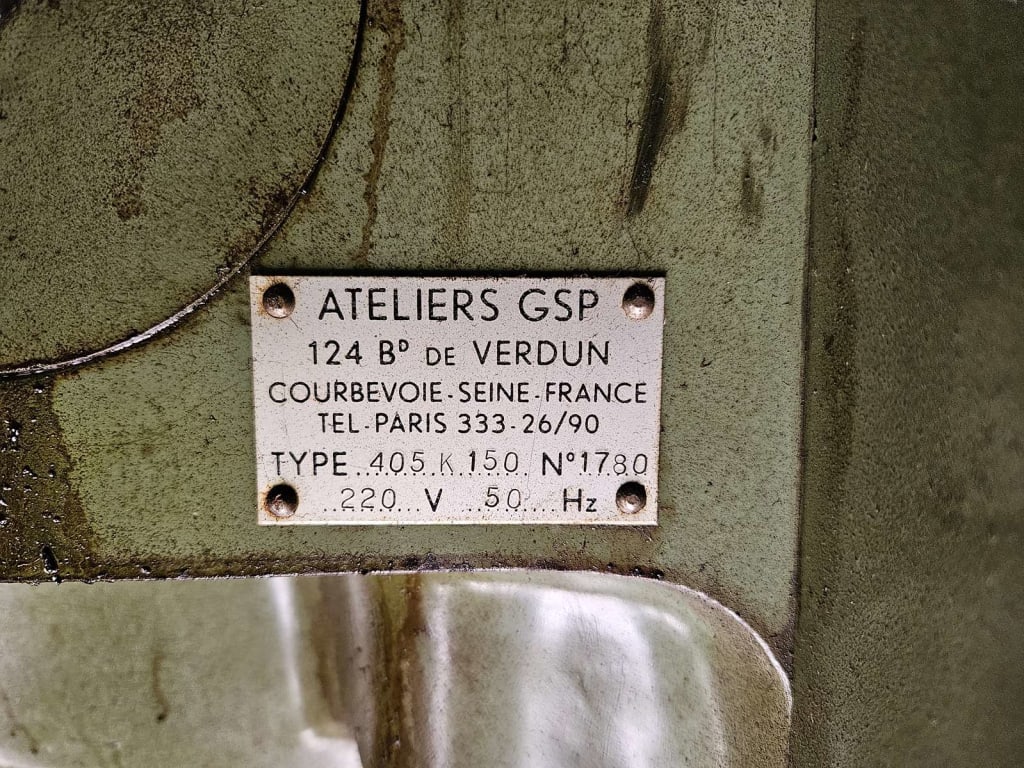 ATELIERS GSP
124 Bᴰ DE VERDUN
COURBEVOIE-SEINE-FRANCE
TEL-PARIS 333-26/90
TYPE 405 K 150 N° 1780
220 V 50 Hz